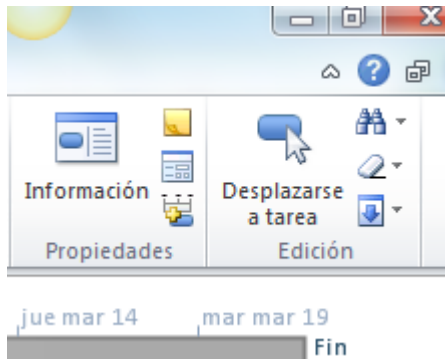 Información
Desplazarse
a tarea
Propiedades
Edición
jue mar 14
mar mar 19
Fin